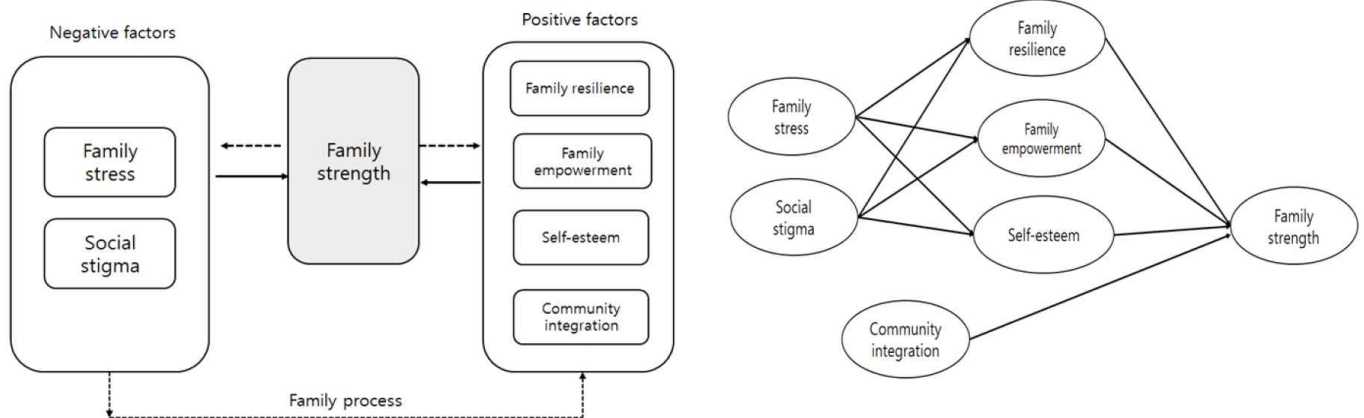 Negative factors
Family
stress
Social
stigma
Family
strength
Positive factors
Family resilience
Family
empowerment
Self-esteem
Community
integration
Family process
Family
resilience
Family
stress
Family
empowerment
Social
stigma
Self-esteem
Family
strength
Community
integration